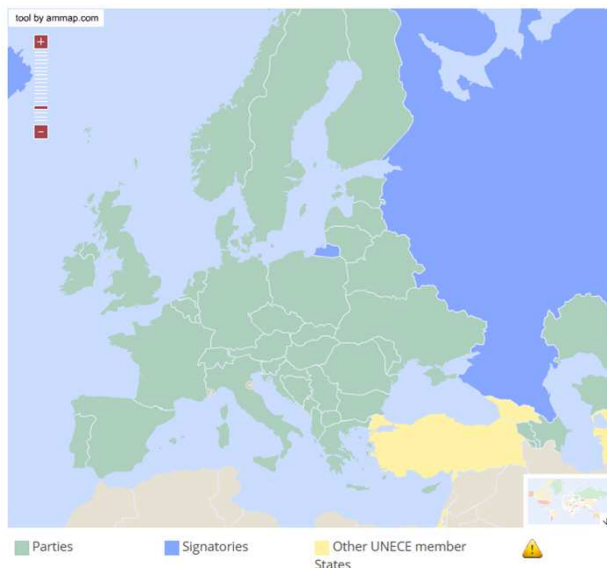 tool by ammap.com
+
−
Parties
Signatories
Other UNECE member
States